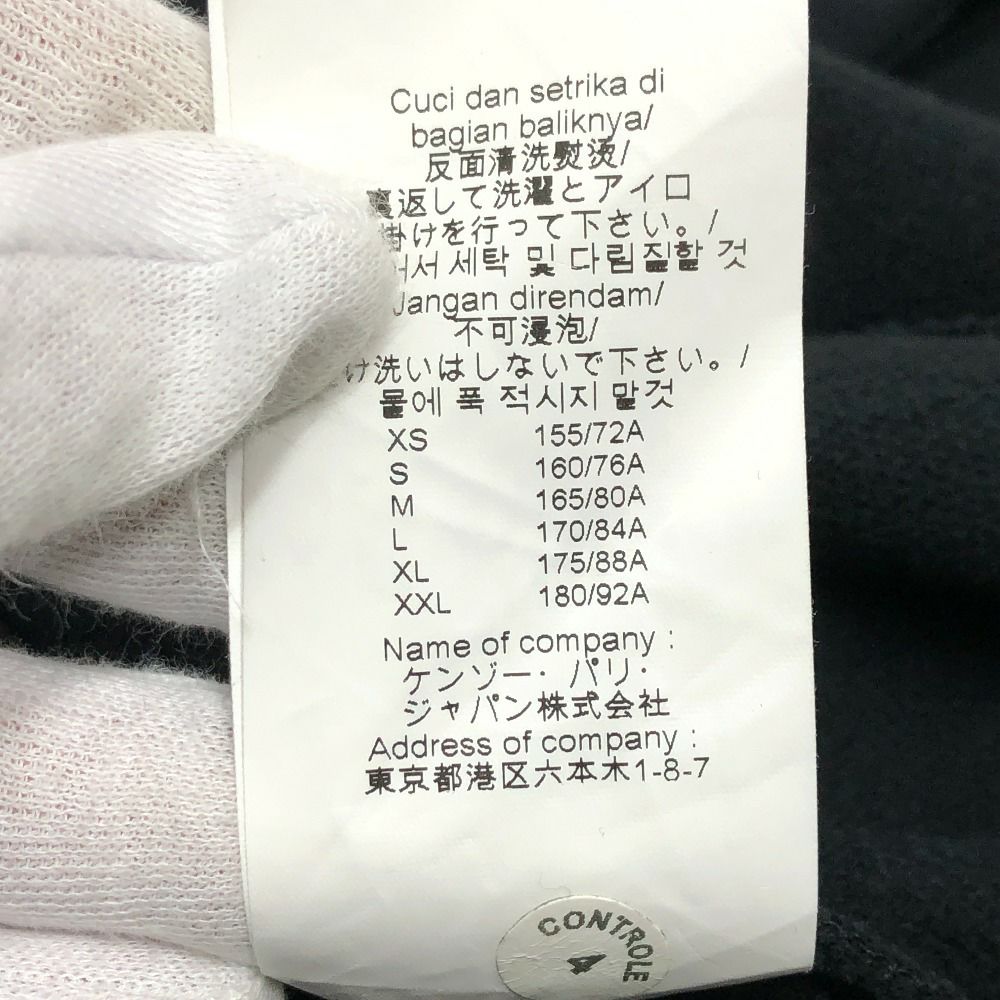 Cuci dan setrika di
bagian baliknya/
反面清洗熨烫/
裏返して洗濯とアイロ
掛けを行って下さい。/
서 세탁 및 다림질할 것
Jangan direndam/
不可浸泡/
け洗いはしないで下さい。/
물에 푹 적시지 말것
XS 155/72A
S 160/76A
M 165/80A
L 170/84A
XL 175/88A
XXL 180/92A
Name of company :
ケンゾー・パリ・
ジャパン株式会社
Address of company :
東京都港区六本木1-8-7
CONTROLE
4